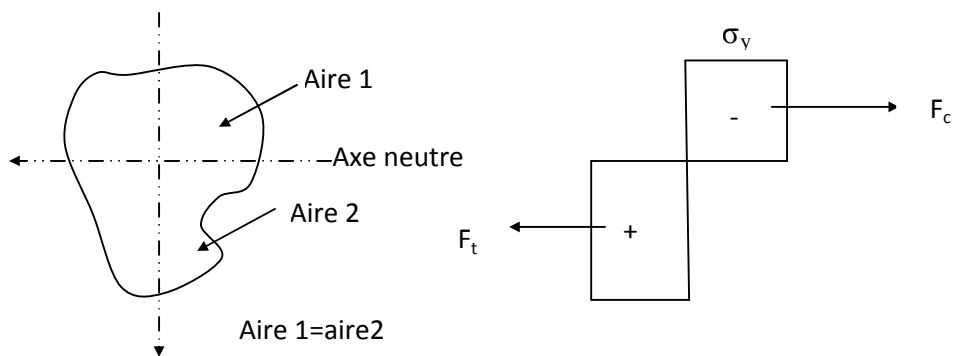 Aire 1
Axe neutre
Aire 2
Aire 1=aire2
σy
-
Fc
Ft
+